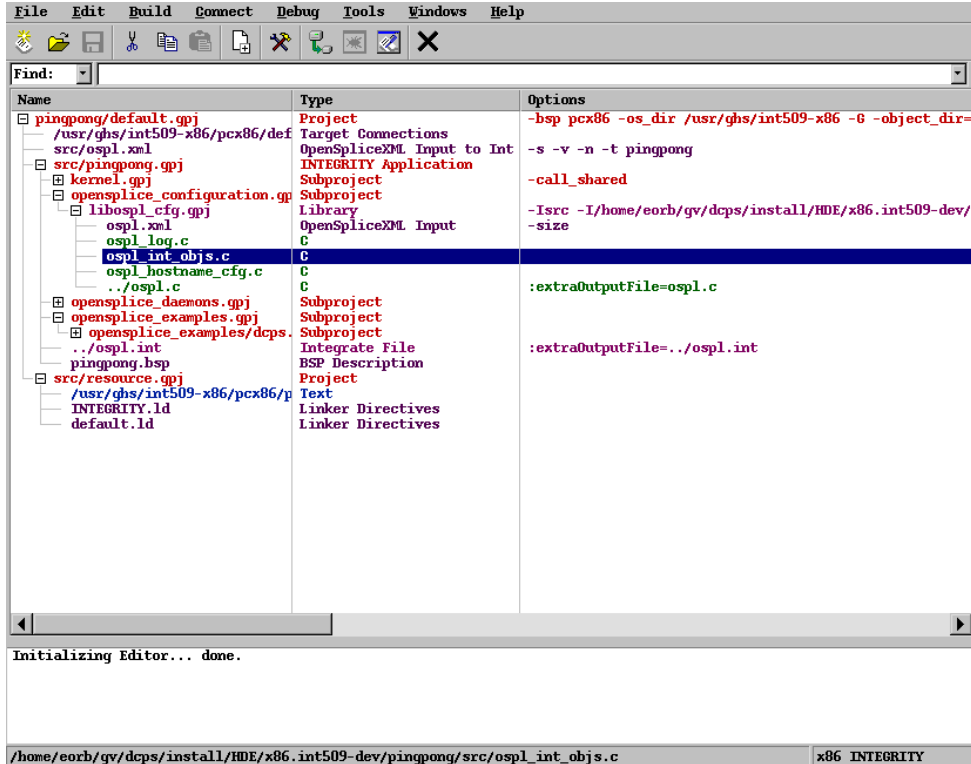 File Edit Build Connect Debug Tools Windows Help
Find:
Name Type Options
pingpong/default.gpj Project -bsp pcx86 -os_dir /usr/ghs/int509-x86 -G -object_dir=
/usr/ghs/int509-x86/pcx86/def Target Connections
src/ospl.xml OpenSpliceXML Input to Int -s -v -n -t pingpong
src/pingpong.gpj INTEGRITY Application
kernel.gpj Subproject -call_shared
opensplice_configuration.gp Subproject
libospl_cfg.gpj Library -Isrc -I/home/eorb/gv/dcps/install/HDE/x86.int509-dev/
ospl.xml OpenSpliceXML Input -size
ospl_log.c C
ospl_int_objs.c C
ospl_hostname_cfg.c C
../ospl.c C :extraOutputFile=ospl.c
opensplice_daemons.gpj Subproject
opensplice_examples.gpj Subproject
opensplice_examples/dcps. Subproject
../ospl.int Integrate File :extraOutputFile=../ospl.int
pingpong.bsp BSP Description
src/resource.gpj Project
/usr/ghs/int509-x86/pcx86/p Text
INTEGRITY.ld Linker Directives
default.ld Linker Directives
Initializing Editor... done.
/home/eorb/gv/dcps/install/HDE/x86.int509-dev/pingpong/src/ospl_int_objs.c x86 INTEGRITY